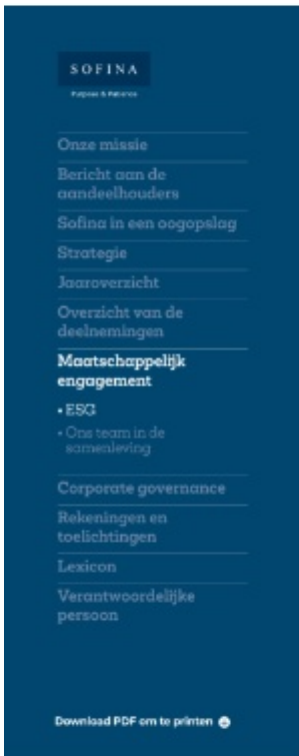 SOFINA
Purpose & Patience
Onze missie
Bericht aan de
aandeelhouders
Sofina in een oogopslag
Strategie
Jaaroverzicht
Overzicht van de
deelnemingen
Maatschappelijk
engagement
• ESG
• Ons team in de
samenleving
Corporate governance
Rekeningen en
toelichtingen
Lexicon
Verantwoordelijke
persoon
Download PDF om te printen